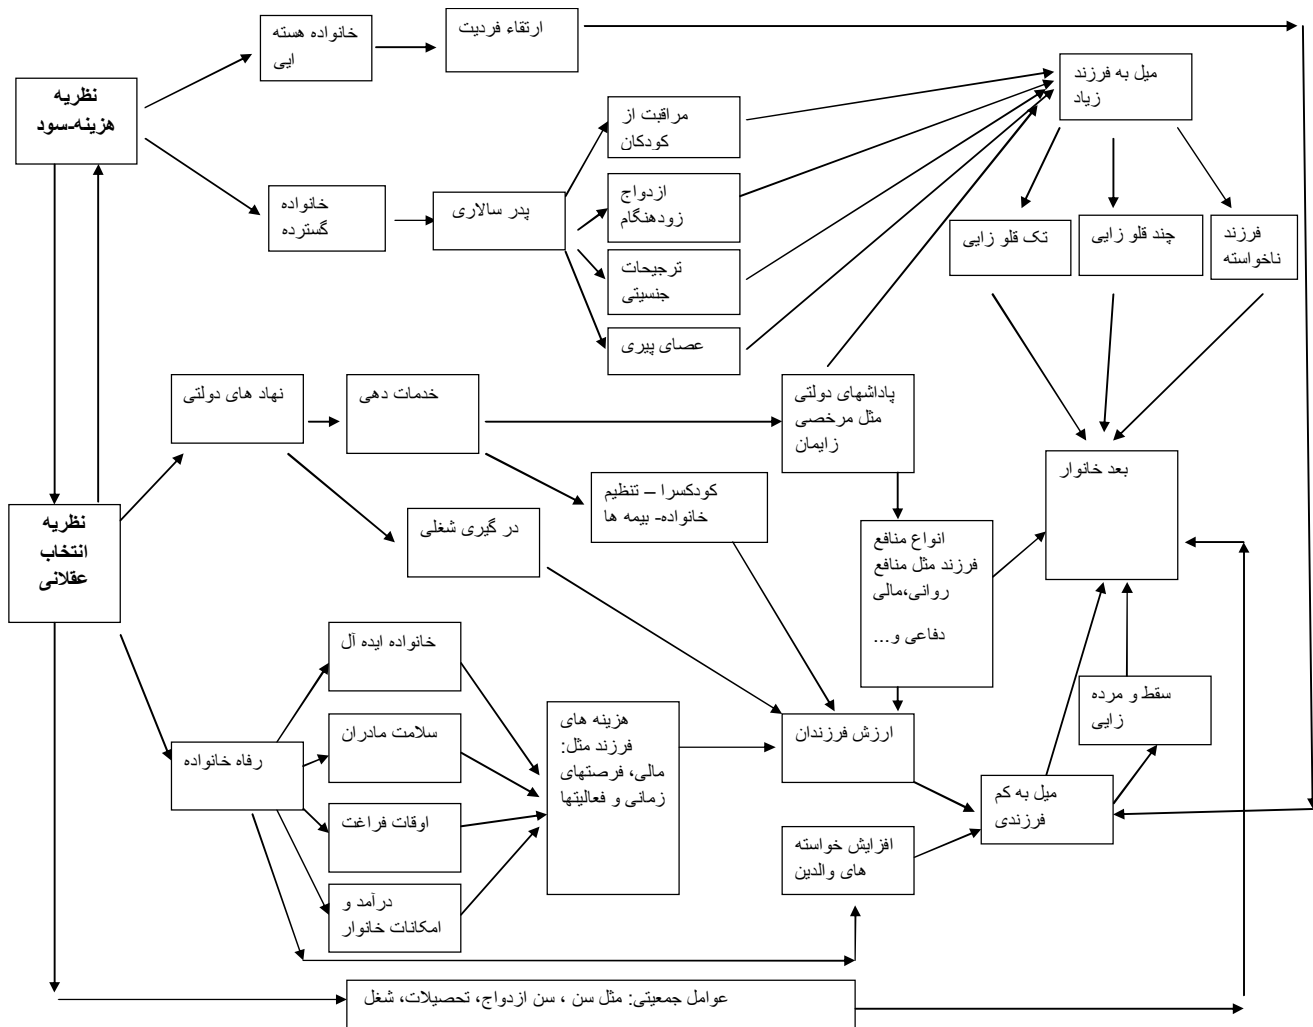 خانواده هسته
ایی
ارتقاء فردیت
میل به فرزند
زیاد
نظریه
هزینه-سود
مراقبت از
کودکان
خانواده
گسترده
پدر سالاری
ازدواج
زودهنگام
ترجیحات
جنسیتی
عصای پیری
تک قلو زایی
چند قلو زایی
فرزند
ناخواسته
نهاد های دولتی
خدمات دهی
پاداشهای دولتی
مثل مرخصی
زایمان
بعد خانوار
کودکسرا – تنظیم
خانواده- بیمه ها
نظریه
انتخاب
عقلانی
در گیری شغلی
انواع منافع
فرزند مثل منافع
روانی،مالی
دفاعی و...
خانواده ایده آل
سلامت مادران
اوقات فراغت
درآمد و
امکانات خانوار
رفاه خانواده
هزینه های
فرزند مثل:
مالی، فرصتهای
زمانی و فعالیتها
ارزش فرزندان
سقط و مرده
زایی
میل به کم
فرزندی
افزایش خواسته
های والدین
عوامل جمعیتی: مثل سن ، سن ازدواج، تحصیلات، شغل